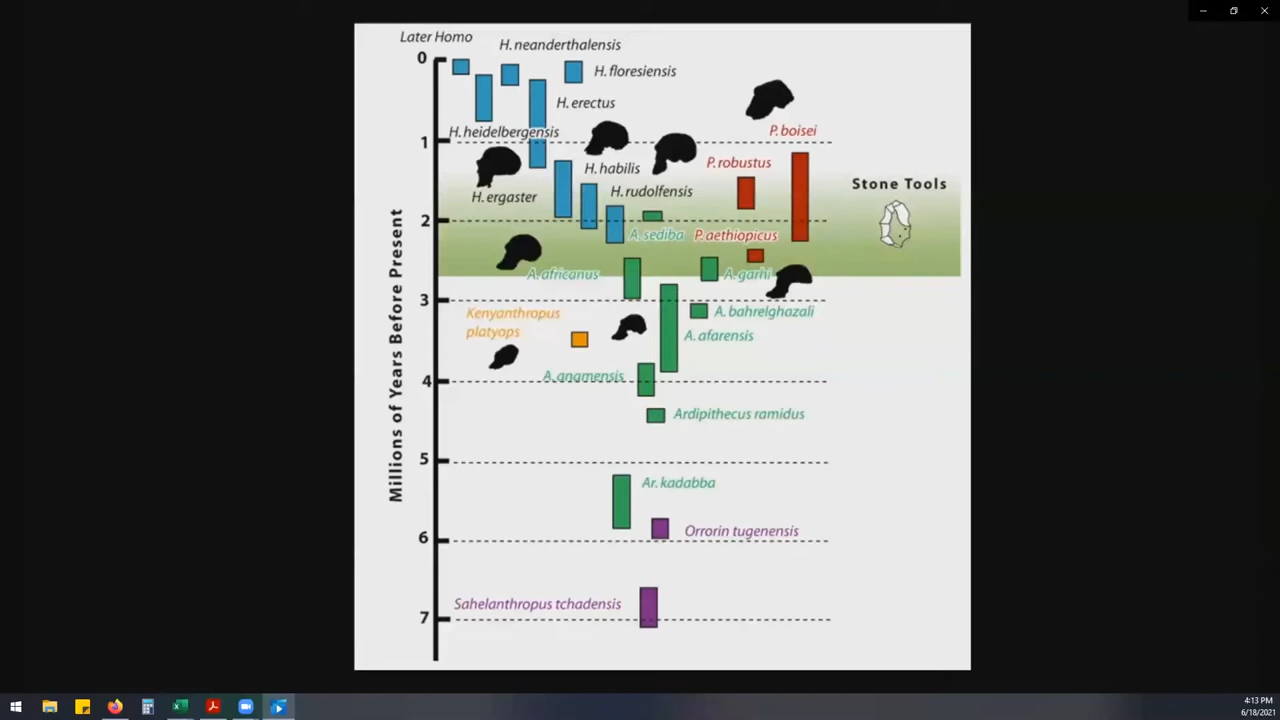 Later Homo
H. neanderthalensis
0
H. floresiensis
H. erectus
H. heidelbergensis
P. boisei
1
P. robustus
H. habilis
Stone Tools
H. rudolfensis
H. ergaster
2
A. sediba
P. aethiopicus
A. africanus
A. garhi
3
Kenyanthropus
platyops
A. bahrelghazali
A. afarensis
A. anamensis
4
Ardipithecus ramidus
5
Ar. kadabba
Orrorin tugenensis
6
Sahelanthropus tchadensis
7
Millions of Years Before Present
4:13 PM
6/18/2021